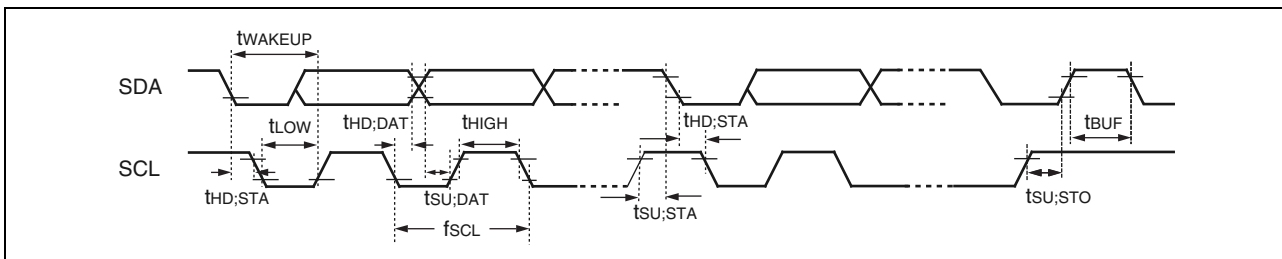 tWAKEUP
SDA
tLOW
tHD;DAT
tHIGH
tHD;STA
tBUF
SCL
tHD;STA
tSU;DAT
tSU;STA
tSU;STO
fSCL